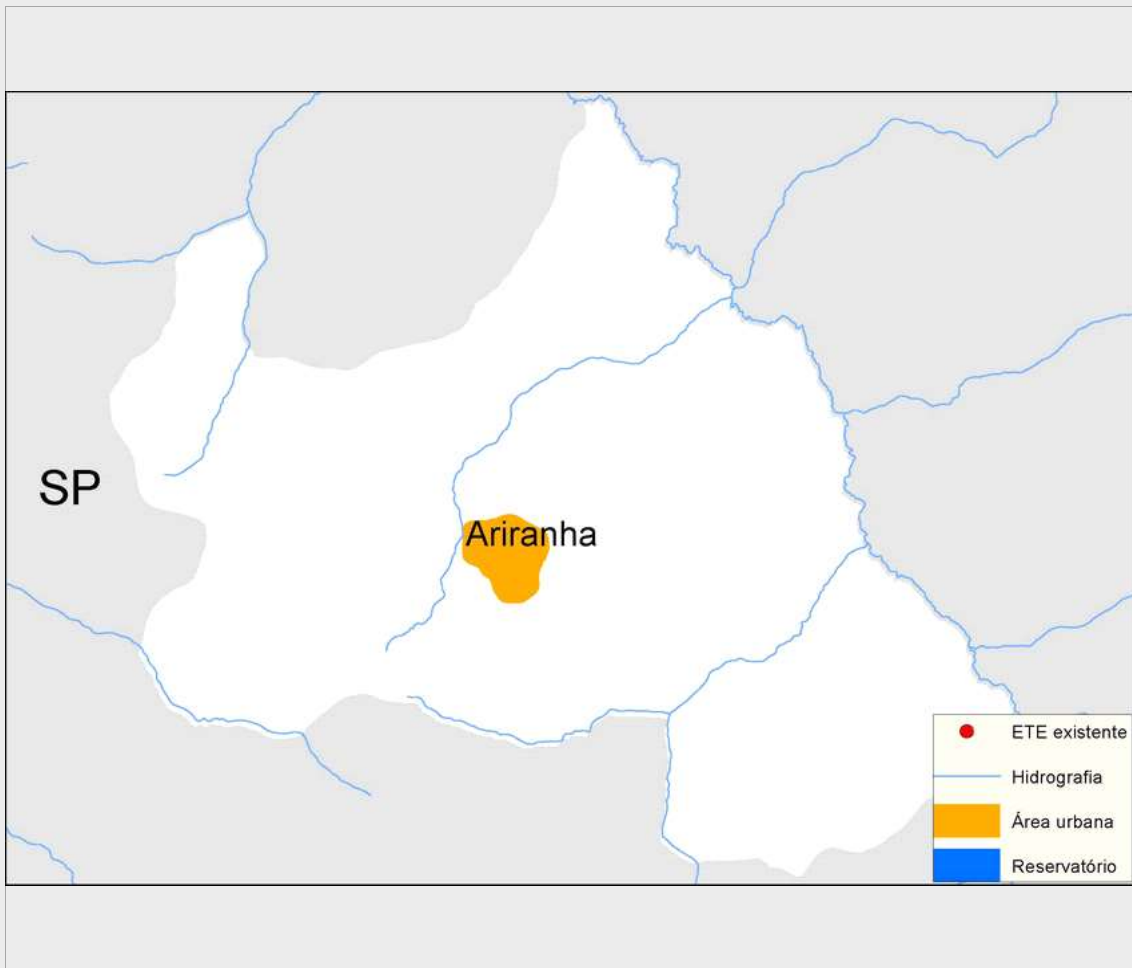 SP
Ariranha
ETE existente
Hidrografia
Área urbana
Reservatório